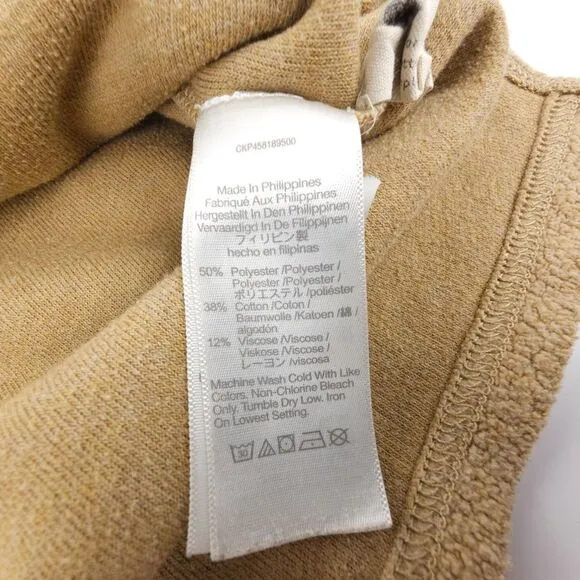 CKP458189500
Made In Philippines
Fabriqué Aux Philippines
Hergestellt In Den Philippinen
Vervaardigd In De Filippijnen
フィリピン製
hecho en filipinas
50% Polyester /Polyester /
Polyester /Polyester /
ポリエステル /poliéster
38% Cotton /Coton /
Baumwolle /Katoen /綿 /
algodón
12% Viscose /Viscose /
Viskose /Viscose /
レーヨン /viscosa
Machine Wash Cold With Like
Colors. Non-Chlorine Bleach
Only. Tumble Dry Low. Iron
On Lowest Setting.
30